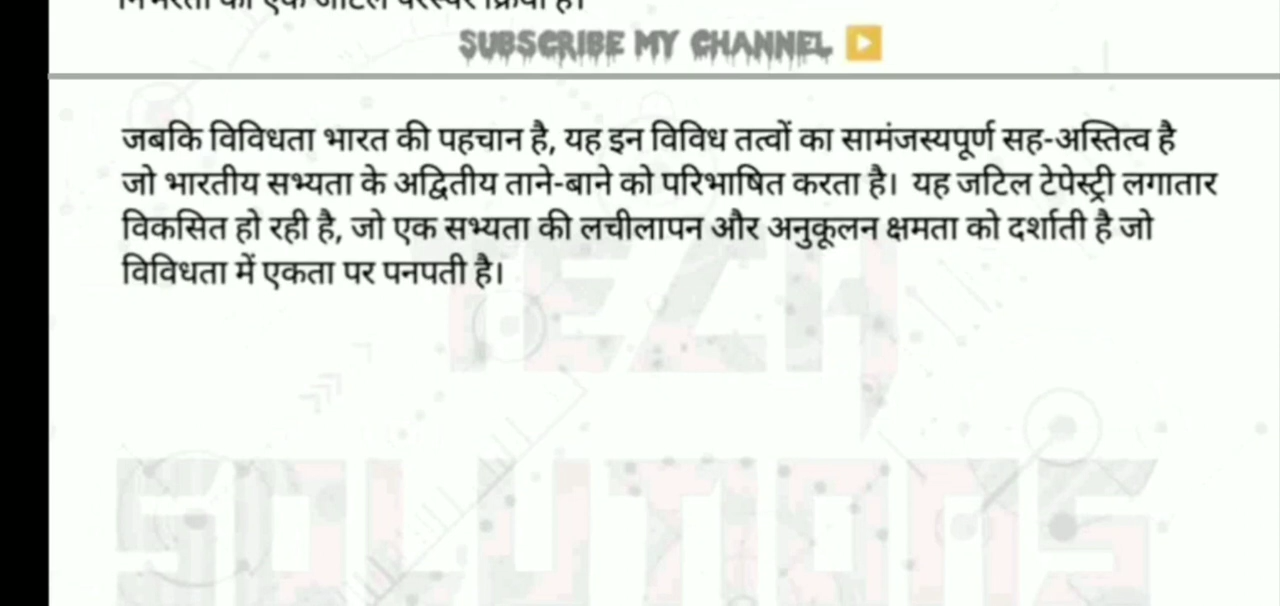 SUBSCRIBE MY CHANNEL
जबकि विविधता भारत की पहचान है, यह इन विविध तत्वों का सामंजस्यपूर्ण सह-अस्तित्व है
जो भारतीय सभ्यता के अद्वितीय ताने-बाने को परिभाषित करता है। यह जटिल टेपेस्ट्री लगातार
विकसित हो रही है, जो एक सभ्यता की लचीलापन और अनुकूलन क्षमता को दर्शाती है जो
विविधता में एकता पर पनपती है।
TECH
SOLUTIONS